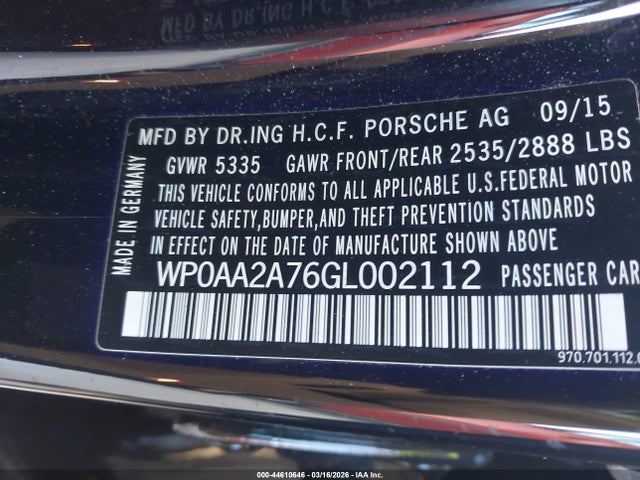 MFD BY DR.ING H.C.F. PORSCHE AG 09/15
GVWR 5335 GAWR FRONT/REAR 2535/2888 LBS
THIS VEHICLE CONFORMS TO ALL APPLICABLE U.S.FEDERAL MOTOR
VEHICLE SAFETY,BUMPER,AND THEFT PREVENTION STANDARDS
IN EFFECT ON THE DATE OF MANUFACTURE SHOWN ABOVE
WP0AA2A76GL002112 PASSENGER CAR
MADE IN GERMANY
970.701.112.
000-44610646 - 03/16/2026 - IAA Inc.